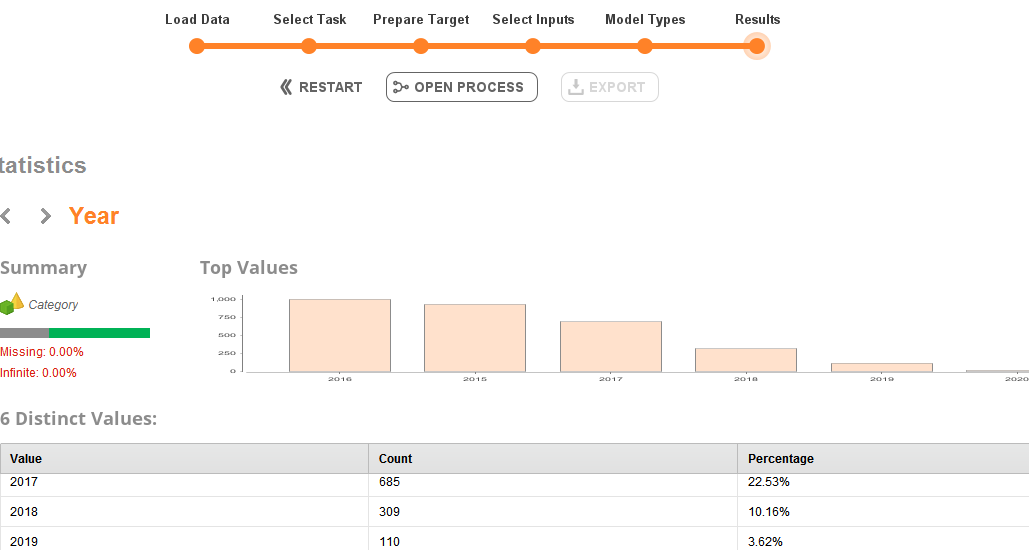 Load Data Select Task Prepare Target Select Inputs Model Types Results
RESTART OPEN PROCESS EXPORT
tatistics
Year
Summary Top Values
Category
Missing: 0.00%
Infinite: 0.00%
1,000
750
500
250
0
2016 2015 2017 2018 2019 2020
6 Distinct Values:
Value Count Percentage
2017 685 22.53%
2018 309 10.16%
2019 110 3.62%